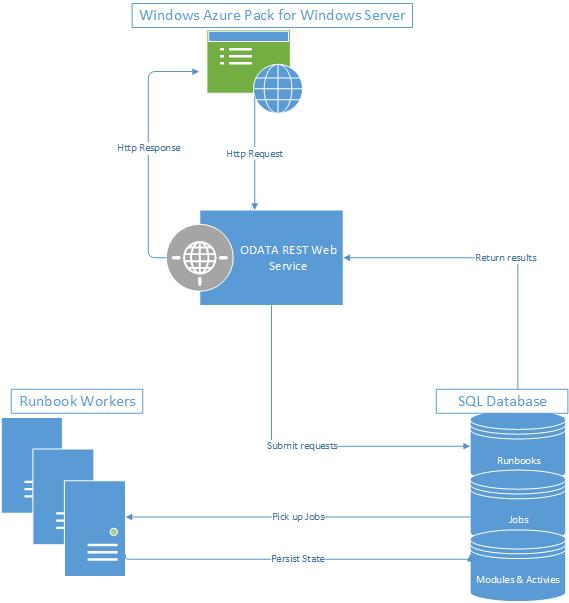 Windows Azure Pack for Windows Server
Http Response
Http Request
ODATA REST Web
Service
Return results
Runbook Workers
SQL Database
Submit requests
Runbooks
Pick up Jobs
Jobs
Persist State
Modules & Activies